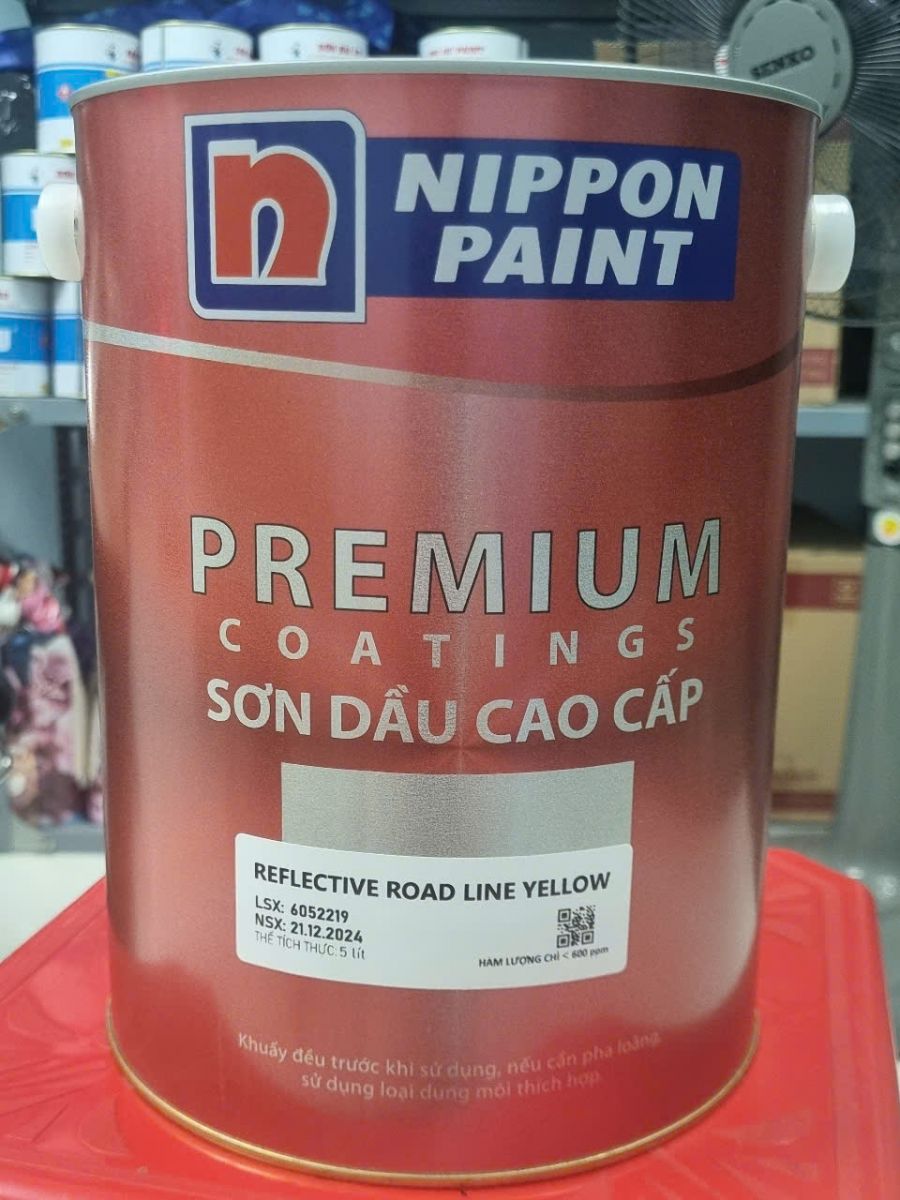 SENKO
n
NIPPON
PAINT
PREMIUM
COATINGS
SƠN DẦU CAO CẤP
REFLECTIVE ROAD LINE YELLOW
LSX: 6052219
NSX: 21.12.2024
THỂ TÍCH THỰC: 5 lít
HÀM LƯỢNG CHÌ < 600 ppm
Khuấy đều trước khi sử dụng, nếu cần pha loãng,
sử dụng loại dung môi thích hợp.